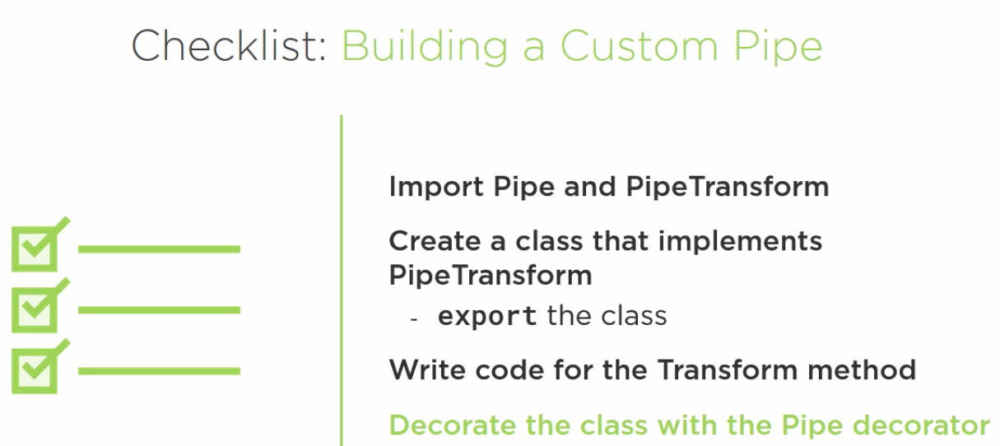 Checklist: Building a Custom Pipe
Import Pipe and PipeTransform
Create a class that implements
PipeTransform
- export the class
Write code for the Transform method
Decorate the class with the Pipe decorator